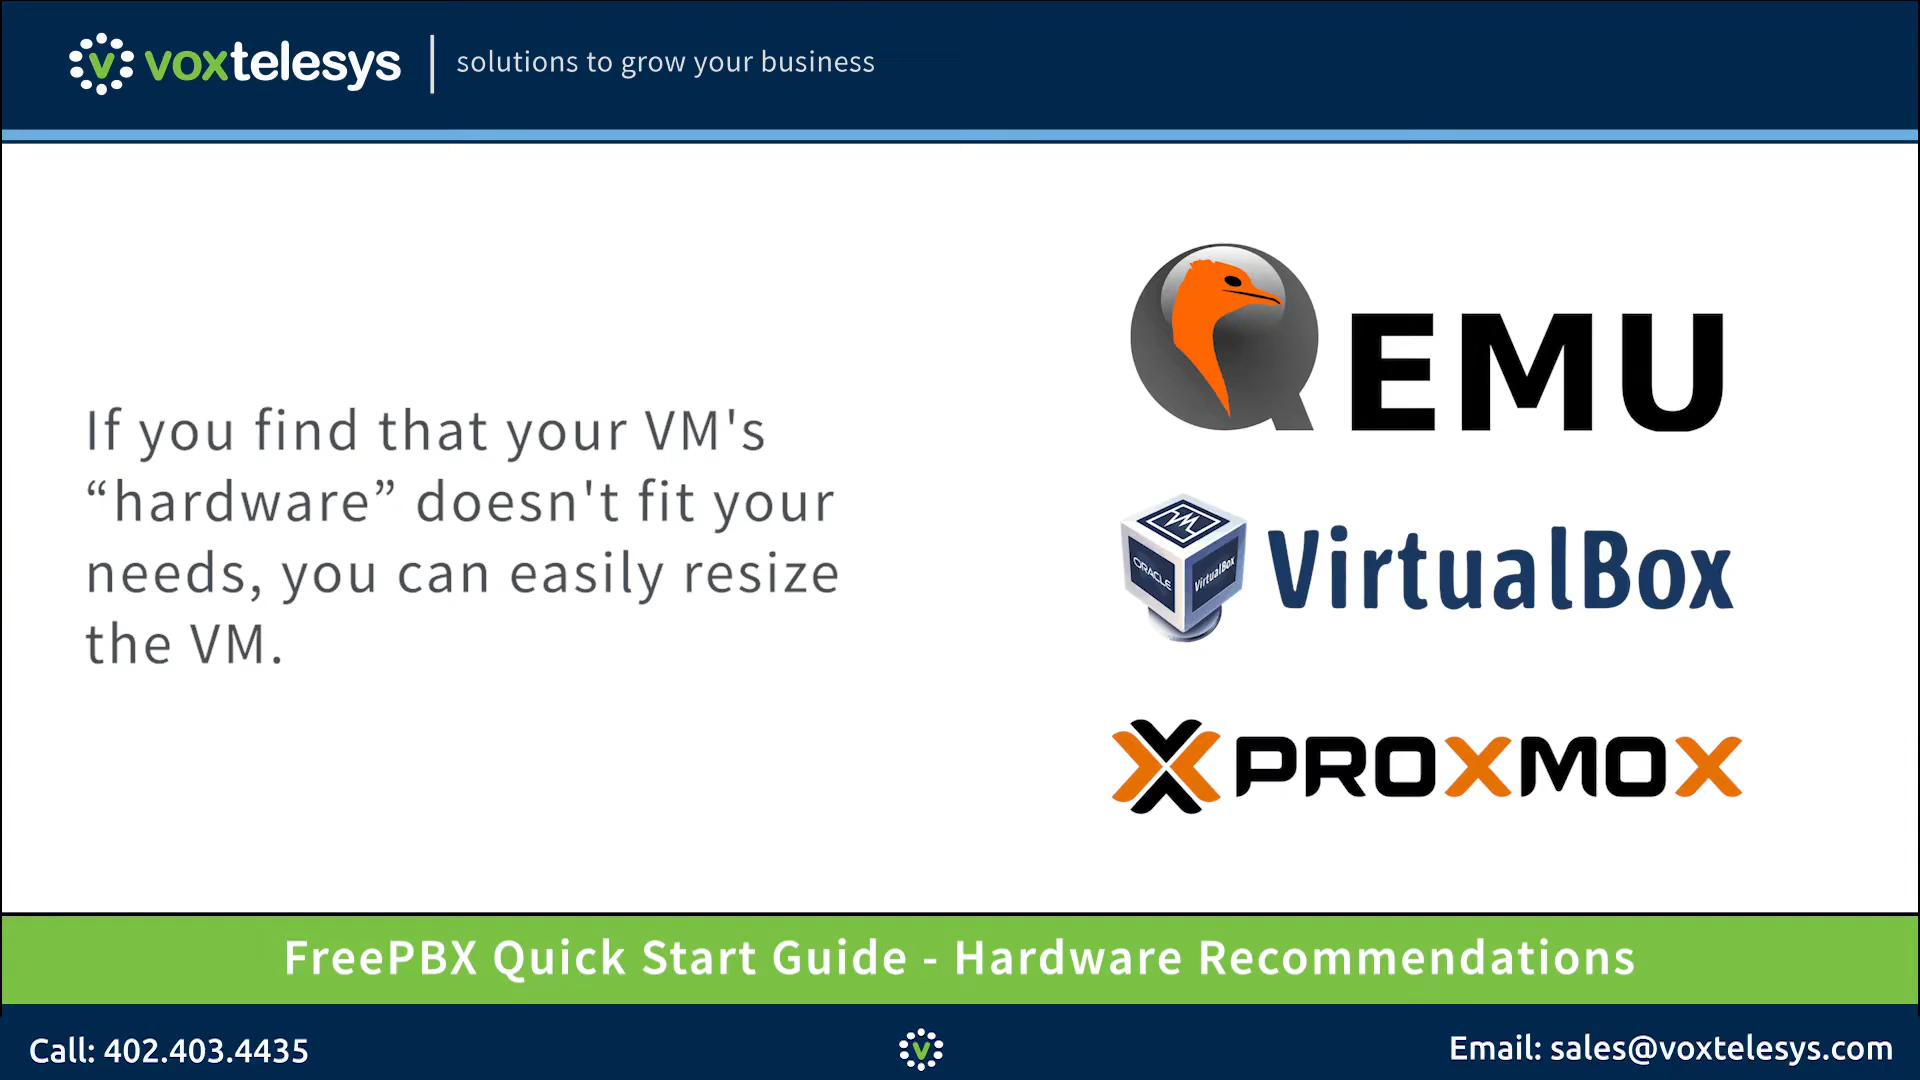 voxtelesys
solutions to grow your business
If you find that your VM's
“hardware” doesn't fit your
needs, you can easily resize
the VM.
QEMU
ORACLE
VirtualBox
VirtualBox
PROXMOX
FreePBX Quick Start Guide - Hardware Recommendations
Call: 402.403.4435
v
Email: sales@voxtelesys.com